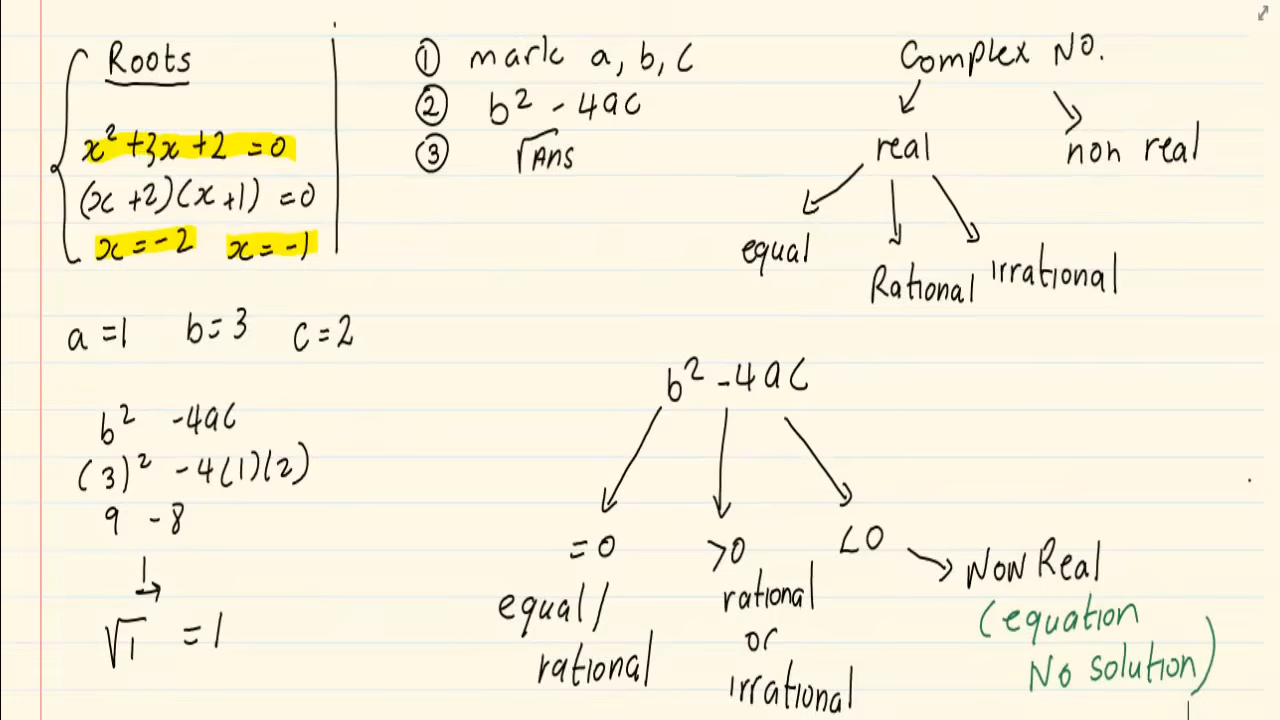 Roots
x² +3x +2 =0
(x +2)(x +1) =0
x = -2 x = -1
① mark a, b, c
② b² - 4ac
③ √Ans
Complex NO.
real non real
equal Rational irrational
a =1 b=3 c=2
b² -4ac
(3)² -4(1)(2)
9 -8
1
√1 =1
b² -4ac
=0 >0 <0
equal/
rational
rational
or
irrational
Non Real
(equation
No solution)